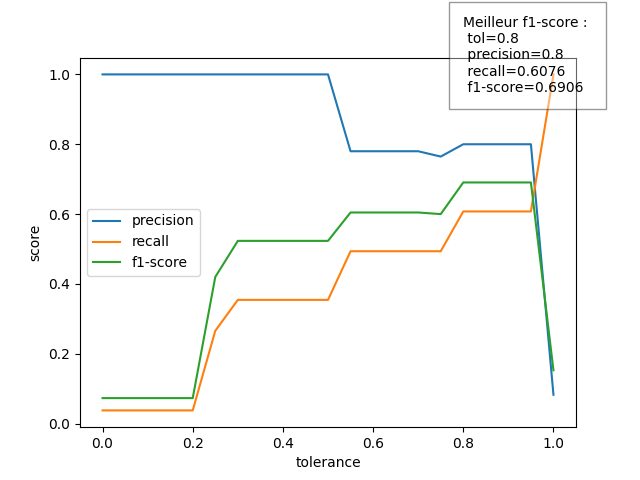 Meilleur f1-score :
tol=0.8
precision=0.8
recall=0.6076
f1-score=0.6906
1.0
0.8
0.6
0.4
0.2
0.0
score
precision
recall
f1-score
0.0 0.2 0.4 0.6 0.8 1.0
tolerance